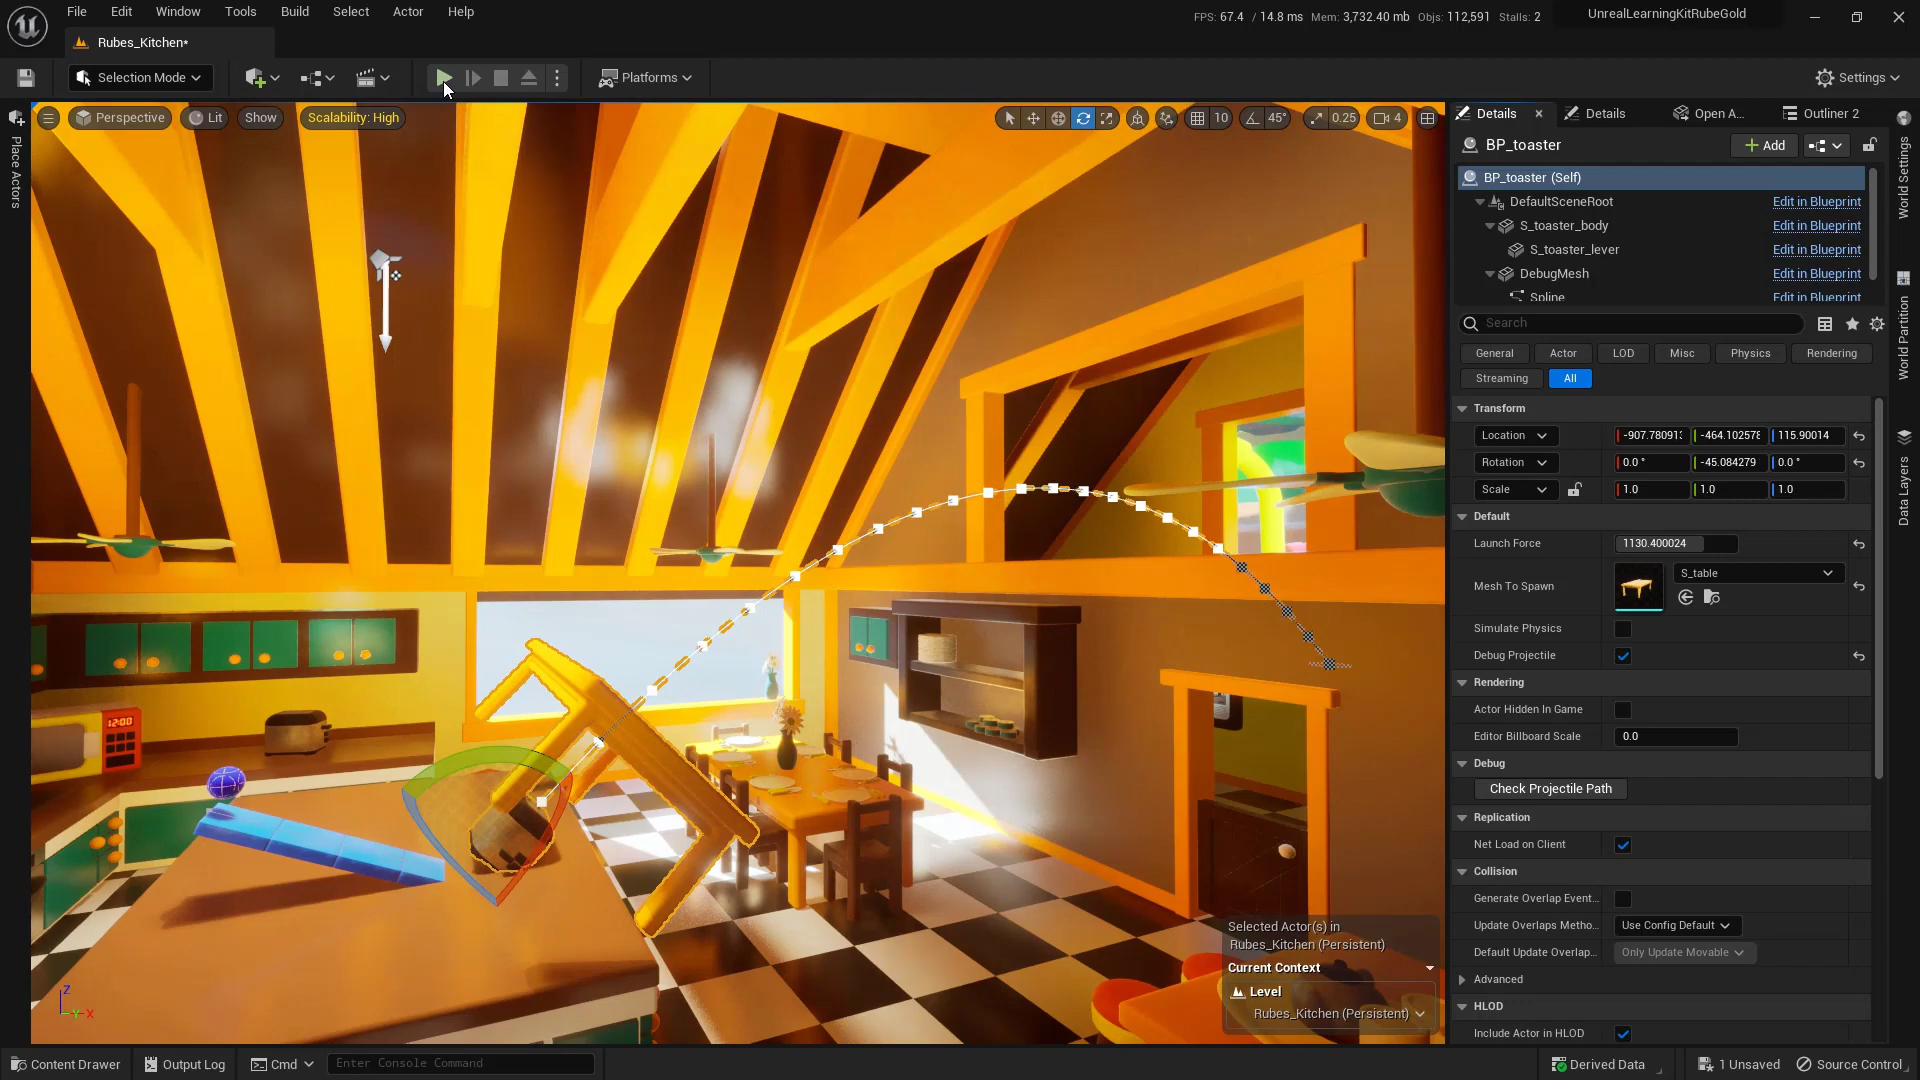 File Edit Window Tools Build Select Actor Help
FPS: 67.4 / 14.8 ms Mem: 3,732.40 mb Objs: 112,591 Stalls: 2
UnrealLearningKitRubeGold
Rubes_Kitchen*
Selection Mode
Platforms
Settings
Place Actors
Perspective Lit Show Scalability: High
10 45° 0.25 4
12:00
Selected Actor(s) in
Rubes_Kitchen (Persistent)
Current Context
Level
Rubes_Kitchen (Persistent)
Z
Y X
Details Details Open A... Outliner 2
BP_toaster
Add
BP_toaster (Self)
DefaultSceneRoot Edit in Blueprint
S_toaster_body Edit in Blueprint
S_toaster_lever Edit in Blueprint
DebugMesh Edit in Blueprint
Spline Edit in Blueprint
Search
General Actor LOD Misc Physics Rendering
Streaming All
Transform
Location -907.780913 -464.102578 115.90014
Rotation 0.0 ° -45.084279 0.0 °
Scale 1.0 1.0 1.0
Default
Launch Force 1130.400024
Mesh To Spawn S_table
Simulate Physics
Debug Projectile
Rendering
Actor Hidden In Game
Editor Billboard Scale 0.0
Debug
Check Projectile Path
Replication
Net Load on Client
Collision
Generate Overlap Event...
Update Overlaps Metho... Use Config Default
Default Update Overlap... Only Update Movable
Advanced
HLOD
Include Actor in HLOD
World Settings
World Partition
Data Layers
Content Drawer Output Log Cmd Enter Console Command
Derived Data 1 Unsaved Source Control